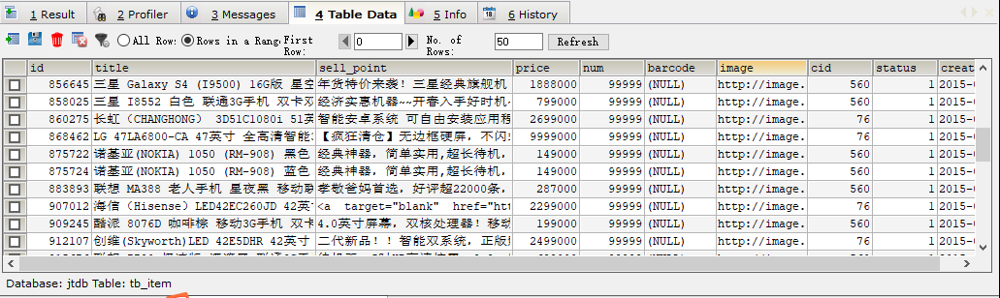 1 Result 2 Profiler 3 Messages 4 Table Data 5 Info 6 History
All Row: Rows in a Rang First Row: 0 No. of Rows: 50 Refresh
id title sell_point price num barcode image cid status creat
856645 三星 Galaxy S4 (I9500) 16G版 星空 年货特价来袭！三星经典旗舰机 1888000 99999 (NULL) http://image. 560 1 2015-0
858025 三星 I8552 白色 联通3G手机 双卡双 经济实惠机器~~开春入手好时机~ 799000 99999 (NULL) http://image. 560 1 2015-0
860275 长虹（CHANGHONG） 3D51C1080i 51英 智能安卓系统 可自由安装应用程 2699000 99999 (NULL) http://image. 76 1 2015-0
868462 LG 47LA6800-CA 47英寸 全高清智能 【疯狂清仓】无边框硬屏，不闪 9999000 99999 (NULL) http://image. 76 1 2015-0
875722 诺基亚(NOKIA) 1050 (RM-908) 黑色 经典神器，简单实用,超长待机， 149000 99999 (NULL) http://image. 560 1 2015-0
875724 诺基亚(NOKIA) 1050 (RM-908) 蓝色 经典神器，简单实用,超长待机， 149000 99999 (NULL) http://image. 560 1 2015-0
883893 联想 MA388 老人手机 星夜黑 移动联 孝敬爸妈首选，好评超22000条， 287000 99999 (NULL) http://image. 560 1 2015-0
907012 海信（Hisense）LED42EC260JD 42英 <a target="blank" href="htt 2299000 99999 (NULL) http://image. 76 1 2015-0
909245 酷派 8076D 咖啡棕 移动3G手机 双卡 4.0英寸屏幕，双核处理器！移动 199000 99999 (NULL) http://image. 560 1 2015-0
912107 创维(Skyworth)LED 42E5DHR 42英寸 二代新品！！智能双系统，正版 2499000 99999 (NULL) http://image. 76 1 2015-0
Database: jtdb Table: tb_item